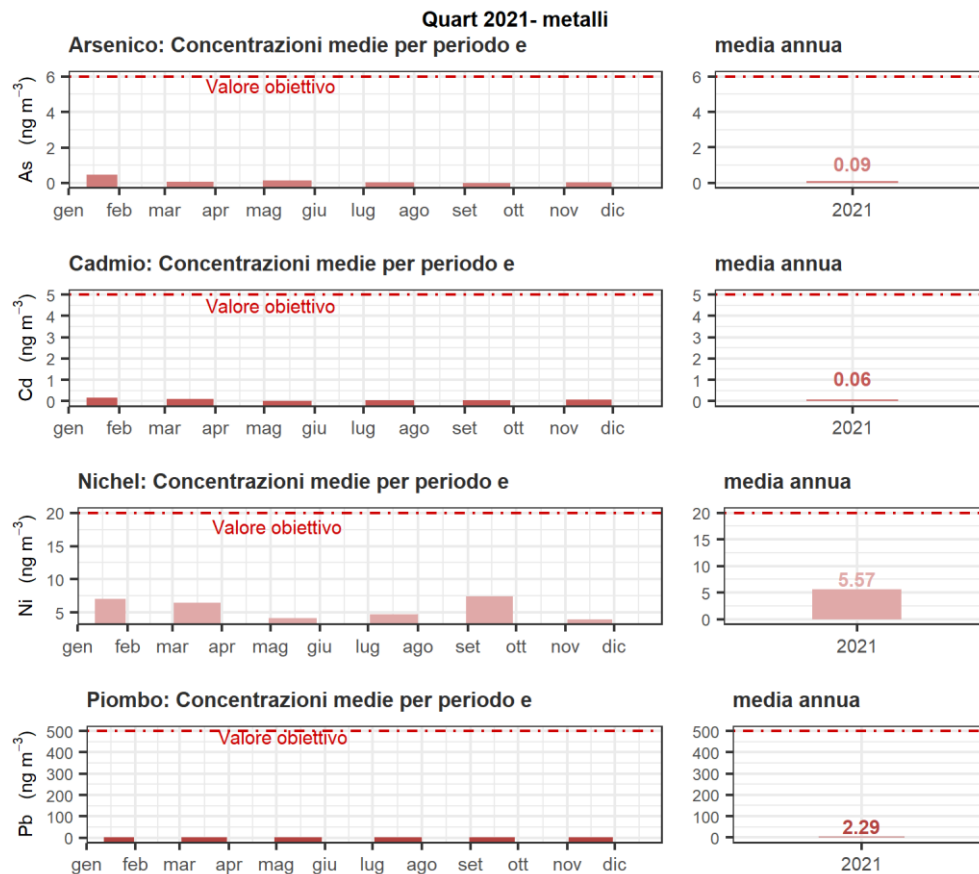 Quart 2021- metalli
Arsenico: Concentrazioni medie per periodo e
media annua
As (ng m⁻³)
6
4
2
0
Valore obiettivo
gen feb mar apr mag giu lug ago set ott nov dic
6
4
2
0
0.09
2021
Cadmio: Concentrazioni medie per periodo e
media annua
Cd (ng m⁻³)
5
4
3
2
1
0
Valore obiettivo
gen feb mar apr mag giu lug ago set ott nov dic
5
4
3
2
1
0
0.06
2021
Nichel: Concentrazioni medie per periodo e
media annua
Ni (ng m⁻³)
20
15
10
5
Valore obiettivo
gen feb mar apr mag giu lug ago set ott nov dic
20
15
10
5
0
5.57
2021
Piombo: Concentrazioni medie per periodo e
media annua
Pb (ng m⁻³)
500
400
300
200
100
0
Valore obiettivo
gen feb mar apr mag giu lug ago set ott nov dic
500
400
300
200
100
0
2.29
2021